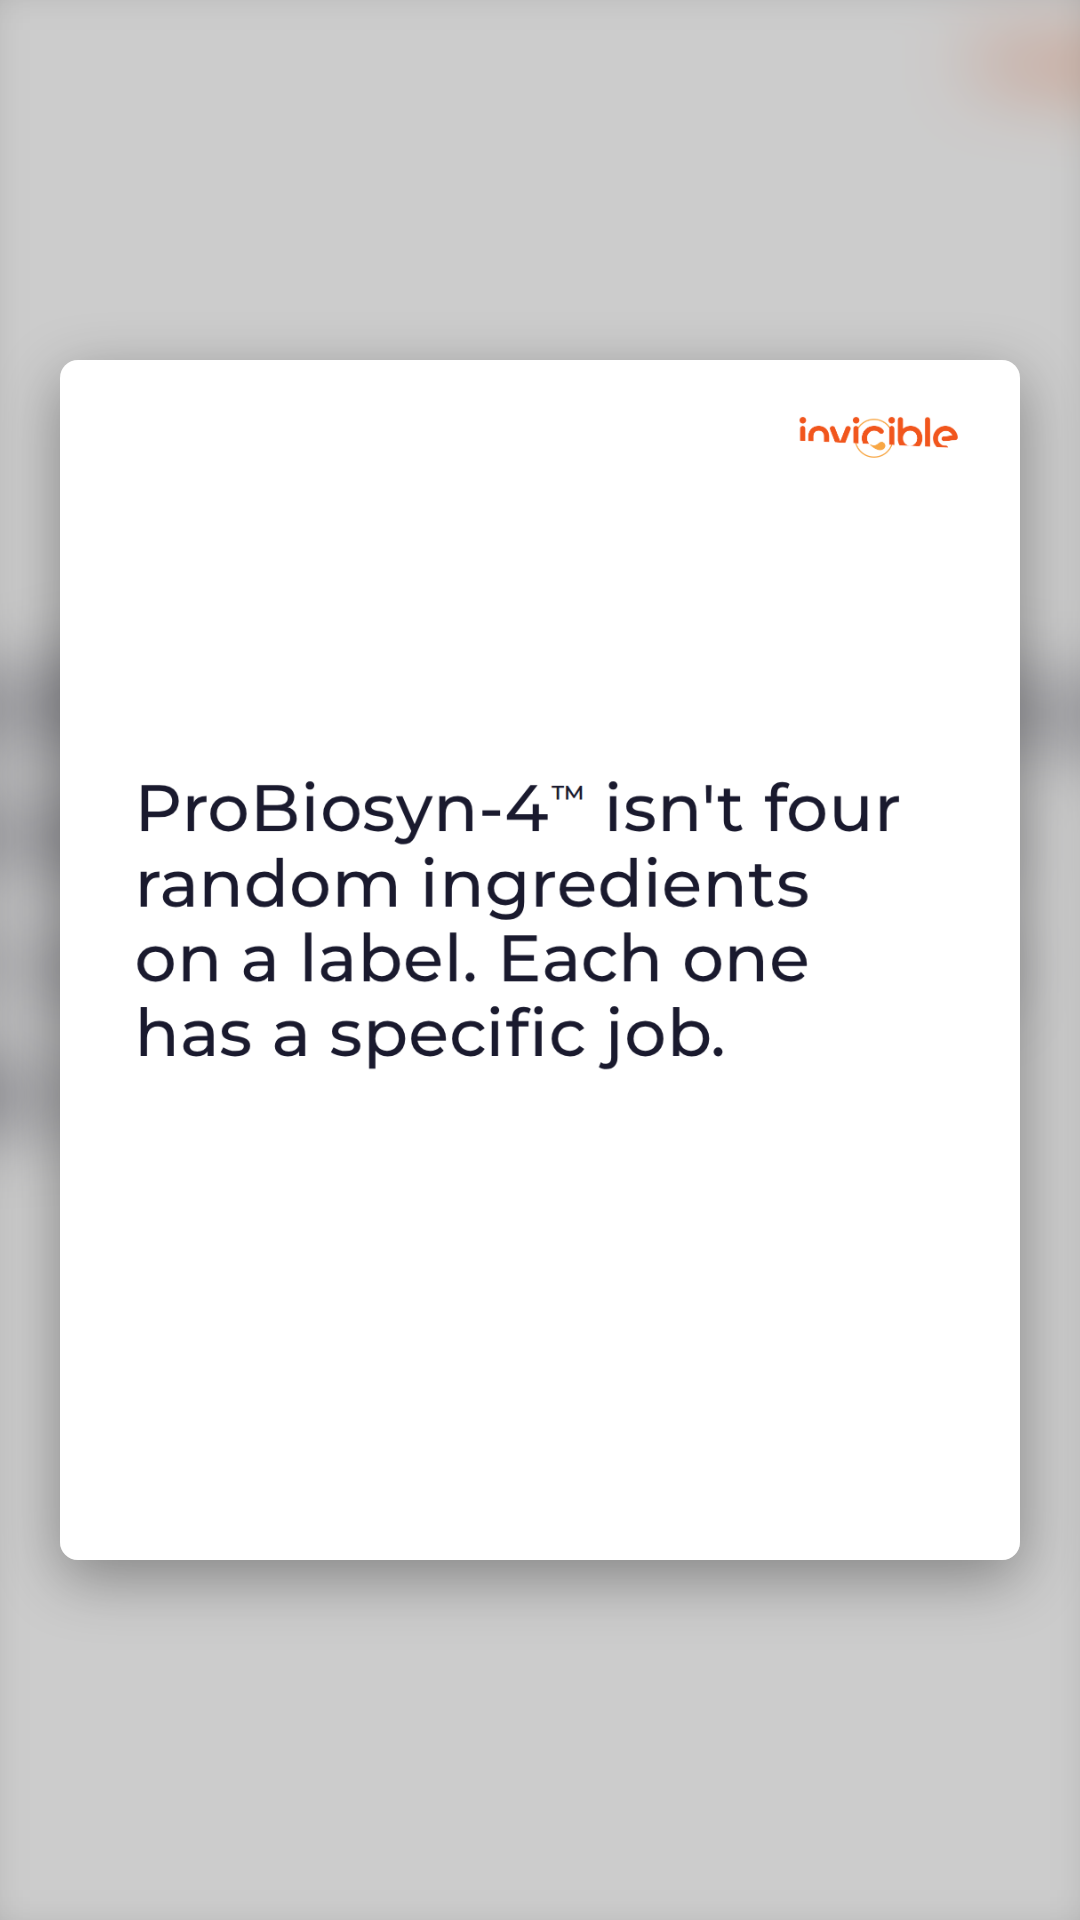 invicible
ProBiosyn-4™ isn't four
random ingredients
on a label. Each one
has a specific job.